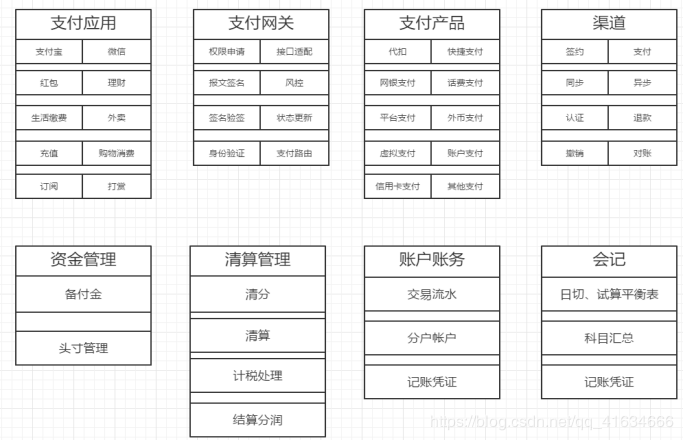 支付应用 支付网关 支付产品 渠道
支付宝 微信 权限申请 接口适配 代扣 快捷支付 签约 支付
红包 理财 报文签名 风控 网银支付 话费支付 同步 异步
生活缴费 外卖 签名验签 状态更新 平台支付 外币支付 认证 退款
充值 购物消费 身份验证 支付路由 虚拟支付 账户支付 撤销 对账
订阅 打赏 信用卡支付 其他支付
资金管理 清算管理 账户账务 会记
备付金 清分 交易流水 日切、试算平衡表
头寸管理 清算 分户帐户 科目汇总
计税处理 记账凭证 记账凭证
结算分润
https://blog.csdn.net/qq_41634666